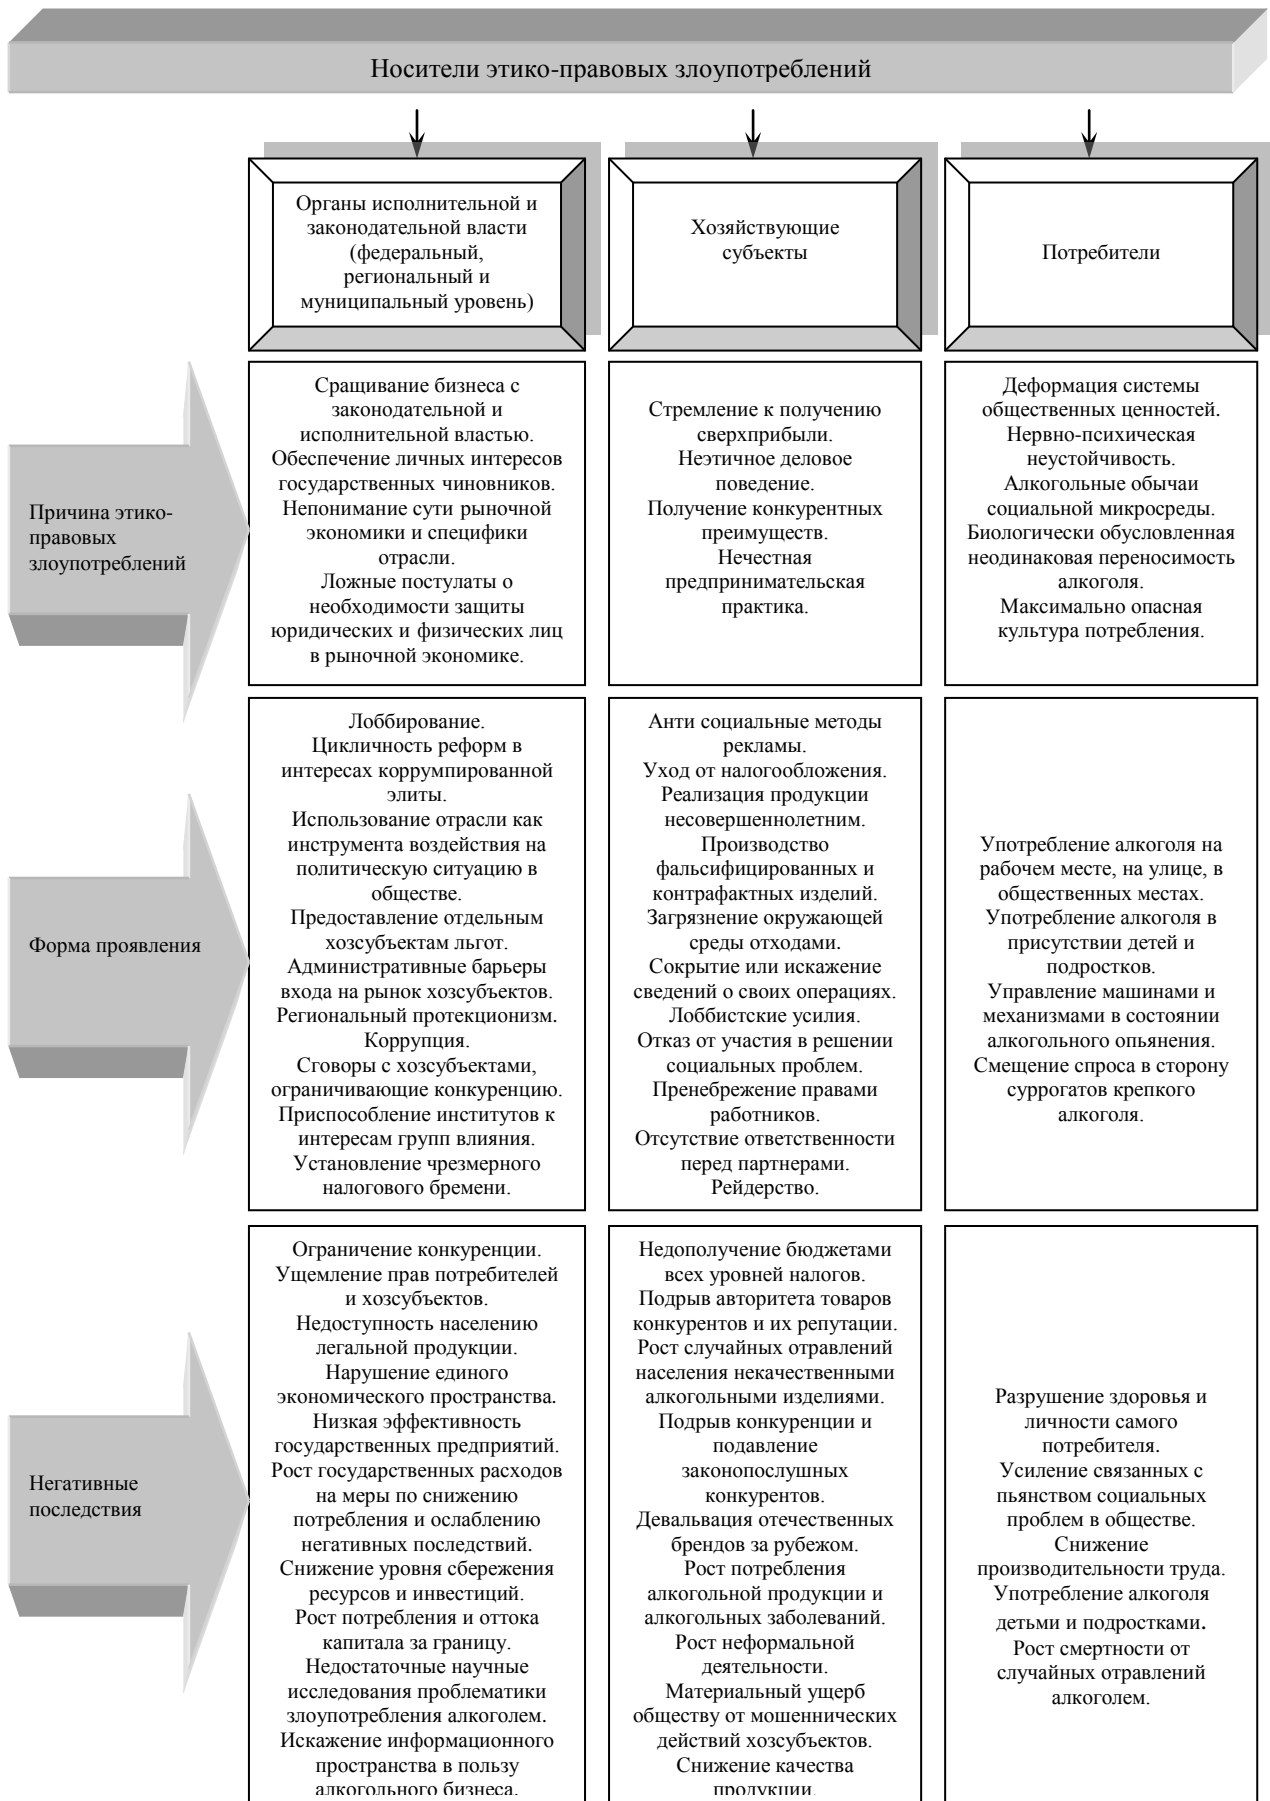 Носители этико-правовых злоупотреблений
Органы исполнительной и
законодательной власти
(федеральный,
региональный и
муниципальный уровень)
Хозяйствующие
субъекты
Потребители
Причина этико-
правовых
злоупотреблений
Сращивание бизнеса с
законодательной и
исполнительной властью.
Обеспечение личных интересов
государственных чиновников.
Непонимание сути рыночной
экономики и специфики
отрасли.
Ложные постулаты о
необходимости защиты
юридических и физических лиц
в рыночной экономике.
Стремление к получению
сверхприбыли.
Неэтичное деловое
поведение.
Получение конкурентных
преимуществ.
Нечестная
предпринимательская
практика.
Деформация системы
общественных ценностей.
Нервно-психическая
неустойчивость.
Алкогольные обычаи
социальной микросреды.
Биологически обусловленная
неодинаковая переносимость
алкоголя.
Максимально опасная
культура потребления.
Форма проявления
Лоббирование.
Цикличность реформ в
интересах коррумпированной
элиты.
Использование отрасли как
инструмента воздействия на
политическую ситуацию в
обществе.
Предоставление отдельным
хозсубъектам льгот.
Административные барьеры
входа на рынок хозсубъектов.
Региональный протекционизм.
Коррупция.
Сговоры с хозсубъектами,
ограничивающие конкуренцию.
Приспособление институтов к
интересам групп влияния.
Установление чрезмерного
налогового бремени.
Анти социальные методы
рекламы.
Уход от налогообложения.
Реализация продукции
несовершеннолетним.
Производство
фальсифицированных и
контрафактных изделий.
Загрязнение окружающей
среды отходами.
Сокрытие или искажение
сведений о своих операциях.
Лоббистские усилия.
Отказ от участия в решении
социальных проблем.
Пренебрежение правами
работников.
Отсутствие ответственности
перед партнерами.
Рейдерство.
Употребление алкоголя на
рабочем месте, на улице, в
общественных местах.
Употребление алкоголя в
присутствии детей и
подростков.
Управление машинами и
механизмами в состоянии
алкогольного опьянения.
Смещение спроса в сторону
суррогатов крепкого
алкоголя.
Негативные
последствия
Ограничение конкуренции.
Ущемление прав потребителей
и хозсубъектов.
Недоступность населению
легальной продукции.
Нарушение единого
экономического пространства.
Низкая эффективность
государственных предприятий.
Рост государственных расходов
на меры по снижению
потребления и ослаблению
негативных последствий.
Снижение уровня сбережения
ресурсов и инвестиций.
Рост потребления и оттока
капитала за границу.
Недостаточные научные
исследования проблематики
злоупотребления алкоголем.
Искажение информационного
пространства в пользу
алкогольного бизнеса.
Недополучение бюджетами
всех уровней налогов.
Подрыв авторитета товаров
конкурентов и их репутации.
Рост случайных отравлений
населения некачественными
алкогольными изделиями.
Подрыв конкуренции и
подавление
законопослушных
конкурентов.
Девальвация отечественных
брендов за рубежом.
Рост потребления
алкогольной продукции и
алкогольных заболеваний.
Рост неформальной
деятельности.
Материальный ущерб
обществу от мошеннических
действий хозсубъектов.
Снижение качества
продукции.
Разрушение здоровья и
личности самого
потребителя.
Усиление связанных с
пьянством социальных
проблем в обществе.
Снижение
производительности труда.
Употребление алкоголя
детьми и подростками.
Рост смертности от
случайных отравлений
алкоголем.